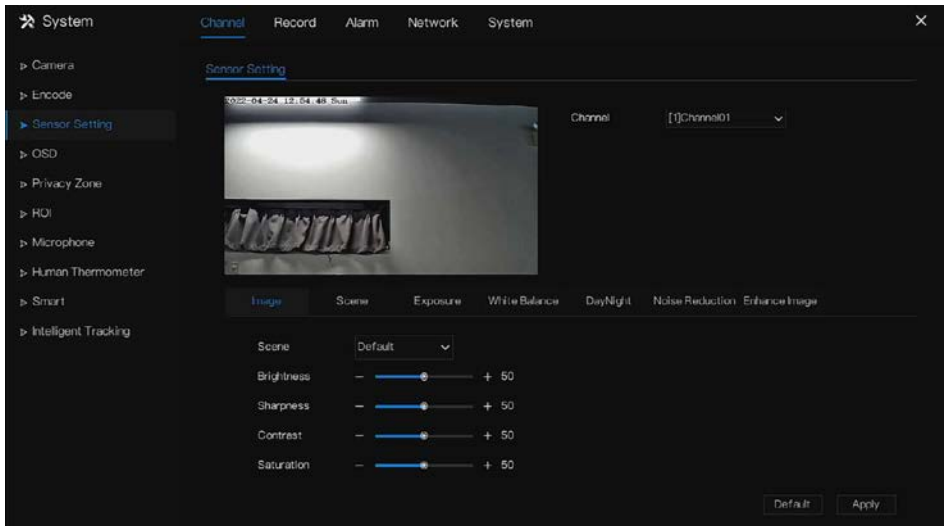 System
Channel Record Alarm Network System
Camera
Encode
Sensor Setting
OSD
Privacy Zone
ROI
Microphone
Human Thermometer
Smart
Intelligent Tracking
Sensor Setting
2022-04-24 12:54:48 Sun
Channel [1]Channel01
Image Scene Exposure White Balance DayNight Noise Reduction Enhance Image
Scene Default
Brightness − + 50
Sharpness − + 50
Contrast − + 50
Saturation − + 50
Default Apply